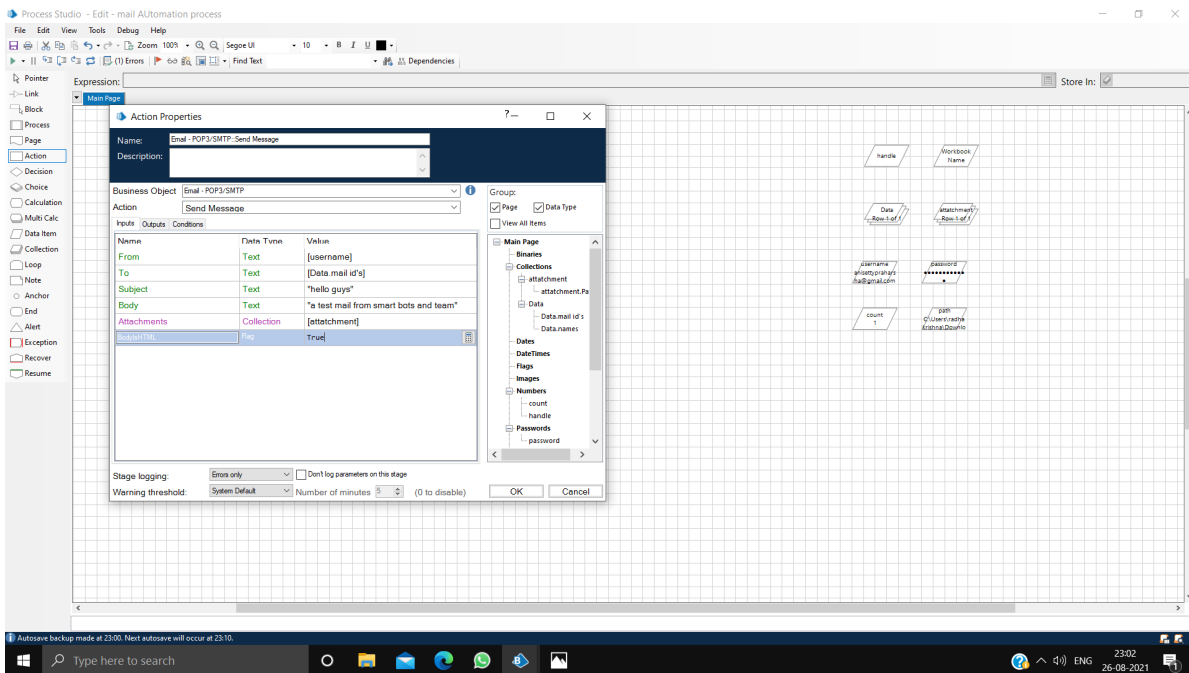 Process Studio - Edit - mail AUtomation process
File Edit View Tools Debug Help
Zoom 100% Segoe UI 10 B I U
(1) Errors Find Text Dependencies
Pointer
Link
Block
Process
Page
Action
Decision
Choice
Calculation
Multi Calc
Data Item
Collection
Loop
Note
Anchor
End
Alert
Exception
Recover
Resume
Expression: Store In:
Main Page
Action Properties
Name: Email - POP3/SMTP::Send Message
Description:
Business Object Email - POP3/SMTP
Action Send Message
Inputs Outputs Conditions
Name Data Type Value
From Text [username]
To Text [Data.mail id's]
Subject Text "hello guys"
Body Text "a test mail from smart bots and team"
Attachments Collection [attatchment]
BodyIsHTML Flag True
Group:
Page Data Type
View All Items
Main Page
Binaries
Collections
attatchment
attatchment.Pa
Data
Data.mail id's
Data.names
Dates
DateTimes
Flags
Images
Numbers
count
handle
Passwords
password
Stage logging: Errors only Don't log parameters on this stage
Warning threshold: System Default Number of minutes 5 (0 to disable)
OK Cancel
handle
Workbook
Name
Data
Row 1 of 1
attatchment
Row 1 of 1
username
anisettyprahars
ha@gmail.com
password
count
1
path
C:\Users\radha
krishna\Downlo
Autosave backup made at 23:00. Next autosave will occur at 23:10.
Type here to search
ENG
23:02
26-08-2021
1